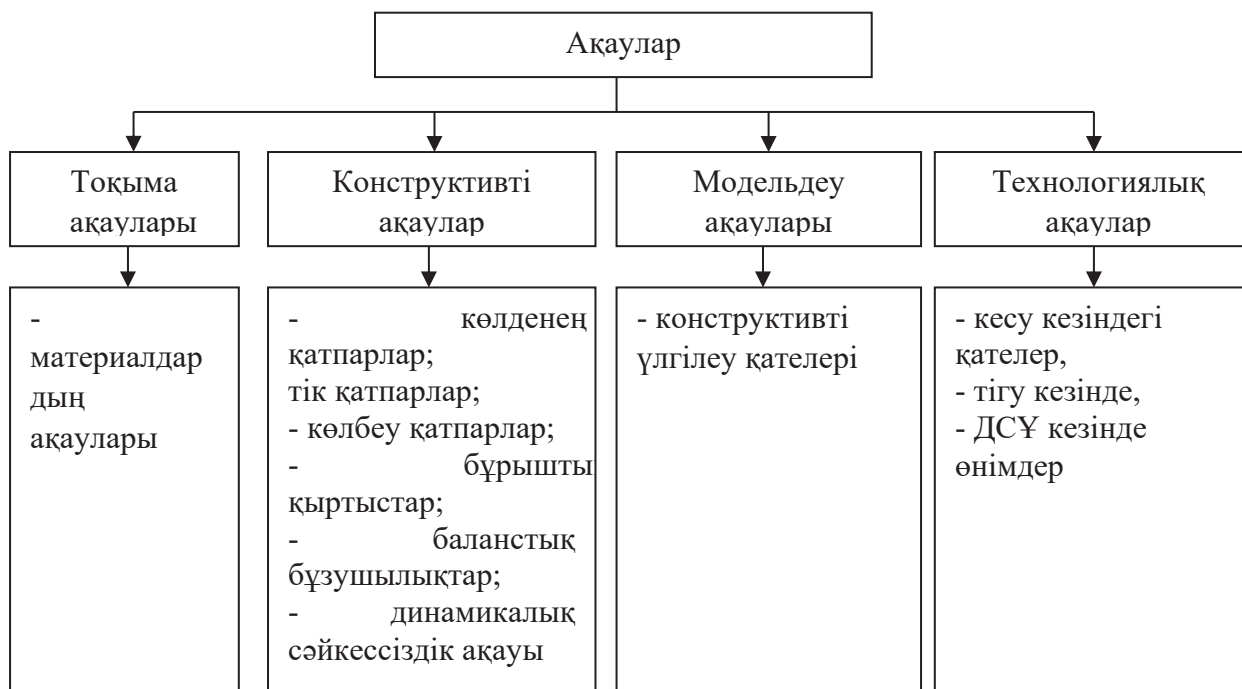 Ақаулар
Тоқыма
ақаулары
Конструктивті
ақаулар
Модельдеу
ақаулары
Технологиялық
ақаулар
-
материалдар
дың
ақаулары
- көлденең
қатпарлар;
тік қатпарлар;
- көлбеу қатпарлар;
- бұрышты
қыртыстар;
- баланстық
бұзушылықтар;
- динамикалық
сәйкессіздік ақауы
- конструктивті
үлгілеу қателері
- кесу кезіндегі
қателер,
- тігу кезінде,
- ДСҰ кезінде
өнімдер